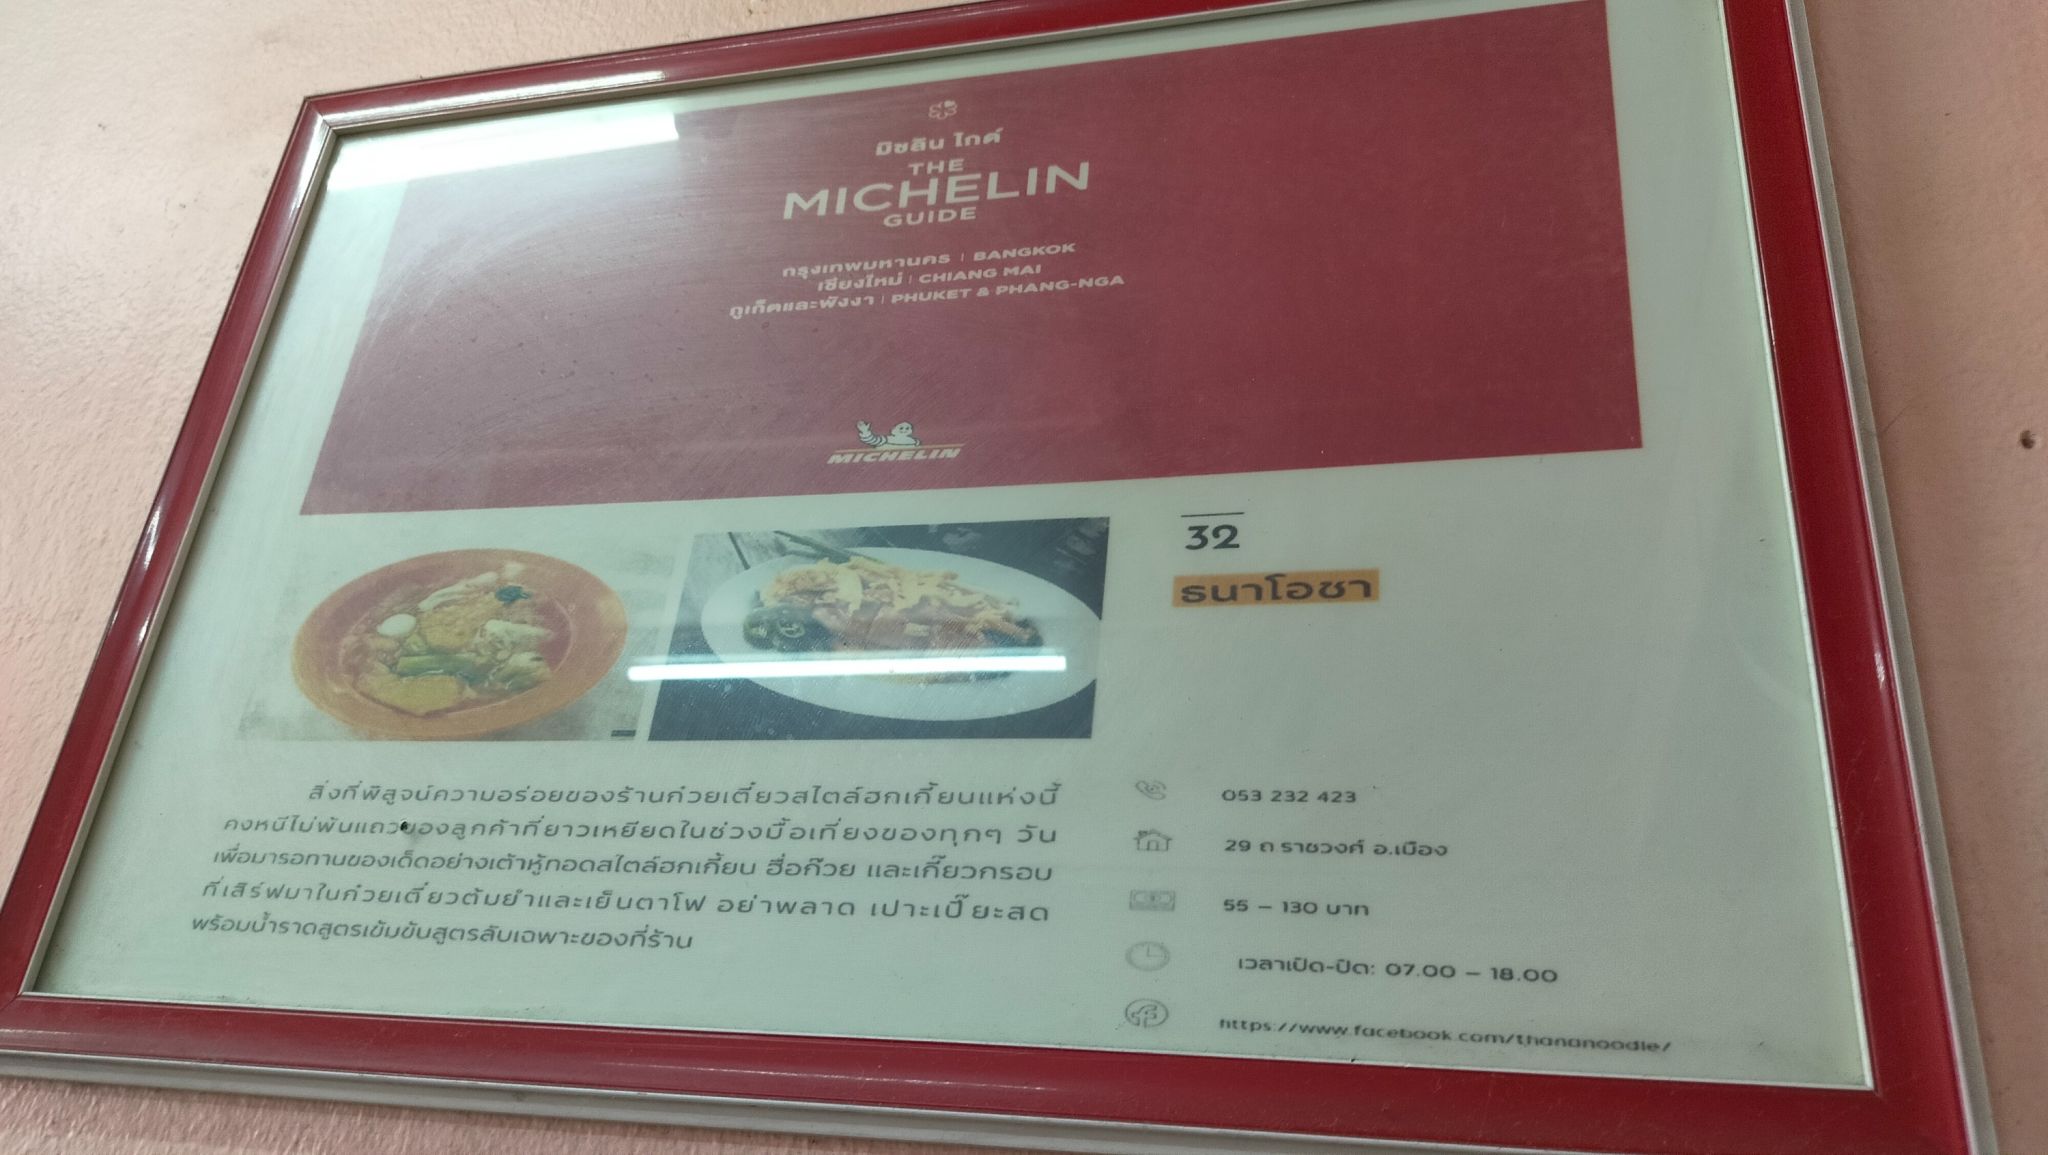 มิชลิน ไกด์
THE
MICHELIN
GUIDE
กรุงเทพมหานคร | BANGKOK
เชียงใหม่ | CHIANG MAI
ภูเก็ตและพังงา | PHUKET & PHANG-NGA
MICHELIN
32
ธนาโอชา
สิ่งที่พิสูจน์ความอร่อยของร้านก๋วยเตี๋ยวสไตล์ฮกเกี้ยนแห่งนี้
คงหนีไม่พ้นแถวของลูกค้าที่ยาวเหยียดในช่วงมื้อเที่ยงของทุกๆ วัน
เพื่อมารอทานของเด็ดอย่างเต้าหู้ทอดสไตล์ฮกเกี้ยน ฮื่อก๊วย และเกี๊ยวกรอบ
ที่เสิร์ฟมาในก๋วยเตี๋ยวต้มยำและเย็นตาโฟ อย่าพลาด เปาะเปี๊ยะสด
พร้อมน้ำราดสูตรเข้มข้นสูตรลับเฉพาะของที่ร้าน
053 232 423
29 ถ ราชวงศ์ อ.เมือง
55 – 130 บาท
เวลาเปิด-ปิด: 07.00 – 18.00
https://www.facebook.com/thananoodle/